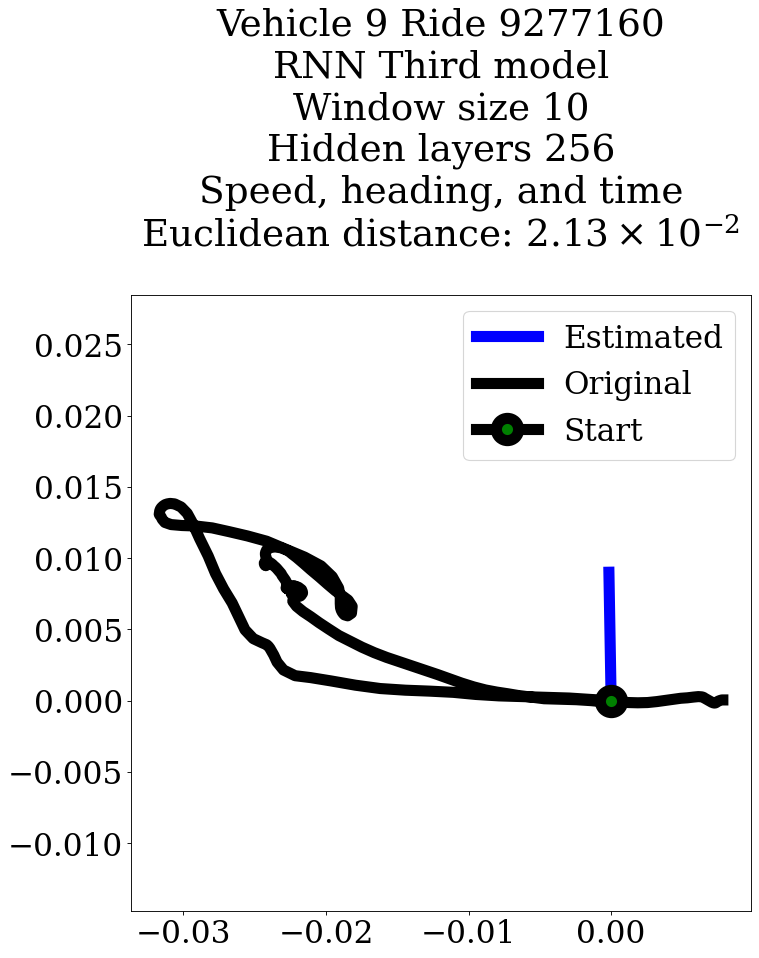 Vehicle 9 Ride 9277160
RNN Third model
Window size 10
Hidden layers 256
Speed, heading, and time
Euclidean distance: 2.13 × 10⁻²
Estimated
Original
Start
0.025
0.020
0.015
0.010
0.005
0.000
−0.005
−0.010
−0.03 −0.02 −0.01 0.00